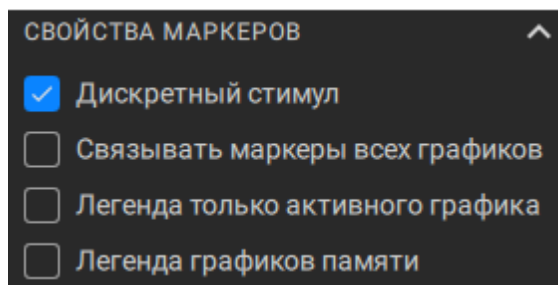 СВОЙСТВА МАРКЕРОВ
Дискретный стимул
Связывать маркеры всех графиков
Легенда только активного графика
Легенда графиков памяти